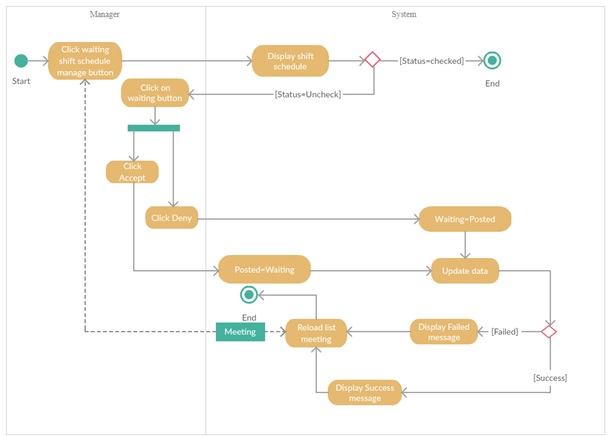 Manager
System
Click waiting
shift schedule
manage button
Start
Display shift
schedule
[Status=checked]
End
Click on
waiting button
[Status=Uncheck]
Click
Accept
Click Deny
Waiting=Posted
Posted=Waiting
Update data
End
Meeting
Reload list
meeting
Display Failed
message
[Failed]
[Success]
Display Success
message